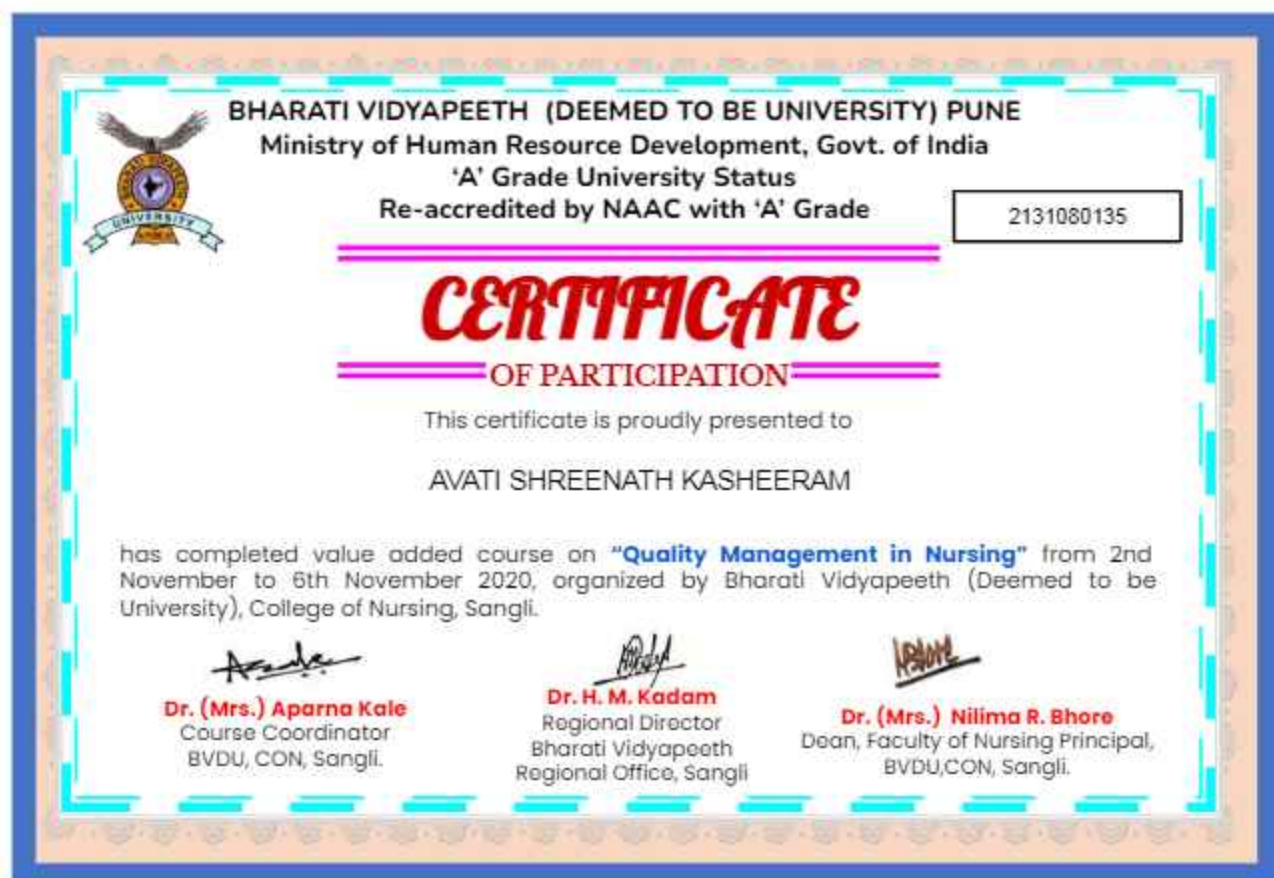 BHARATI VIDYAPEETH (DEEMED TO BE UNIVERSITY) PUNE
Ministry of Human Resource Development, Govt. of India
‘A’ Grade University Status
Re-accredited by NAAC with ‘A’ Grade
BHARATI VIDYAPEETH
UNIVERSITY
2131080135
CERTIFICATE
OF PARTICIPATION
This certificate is proudly presented to
AVATI SHREENATH KASHEERAM
has completed value added course on “Quality Management in Nursing” from 2nd
November to 6th November 2020, organized by Bharati Vidyapeeth (Deemed to be
University), College of Nursing, Sangli.
Dr. (Mrs.) Aparna Kale
Course Coordinator
BVDU, CON, Sangli.
Dr. H. M. Kadam
Regional Director
Bharati Vidyapeeth
Regional Office, Sangli
Dr. (Mrs.) Nilima R. Bhore
Dean, Faculty of Nursing Principal,
BVDU,CON, Sangli.